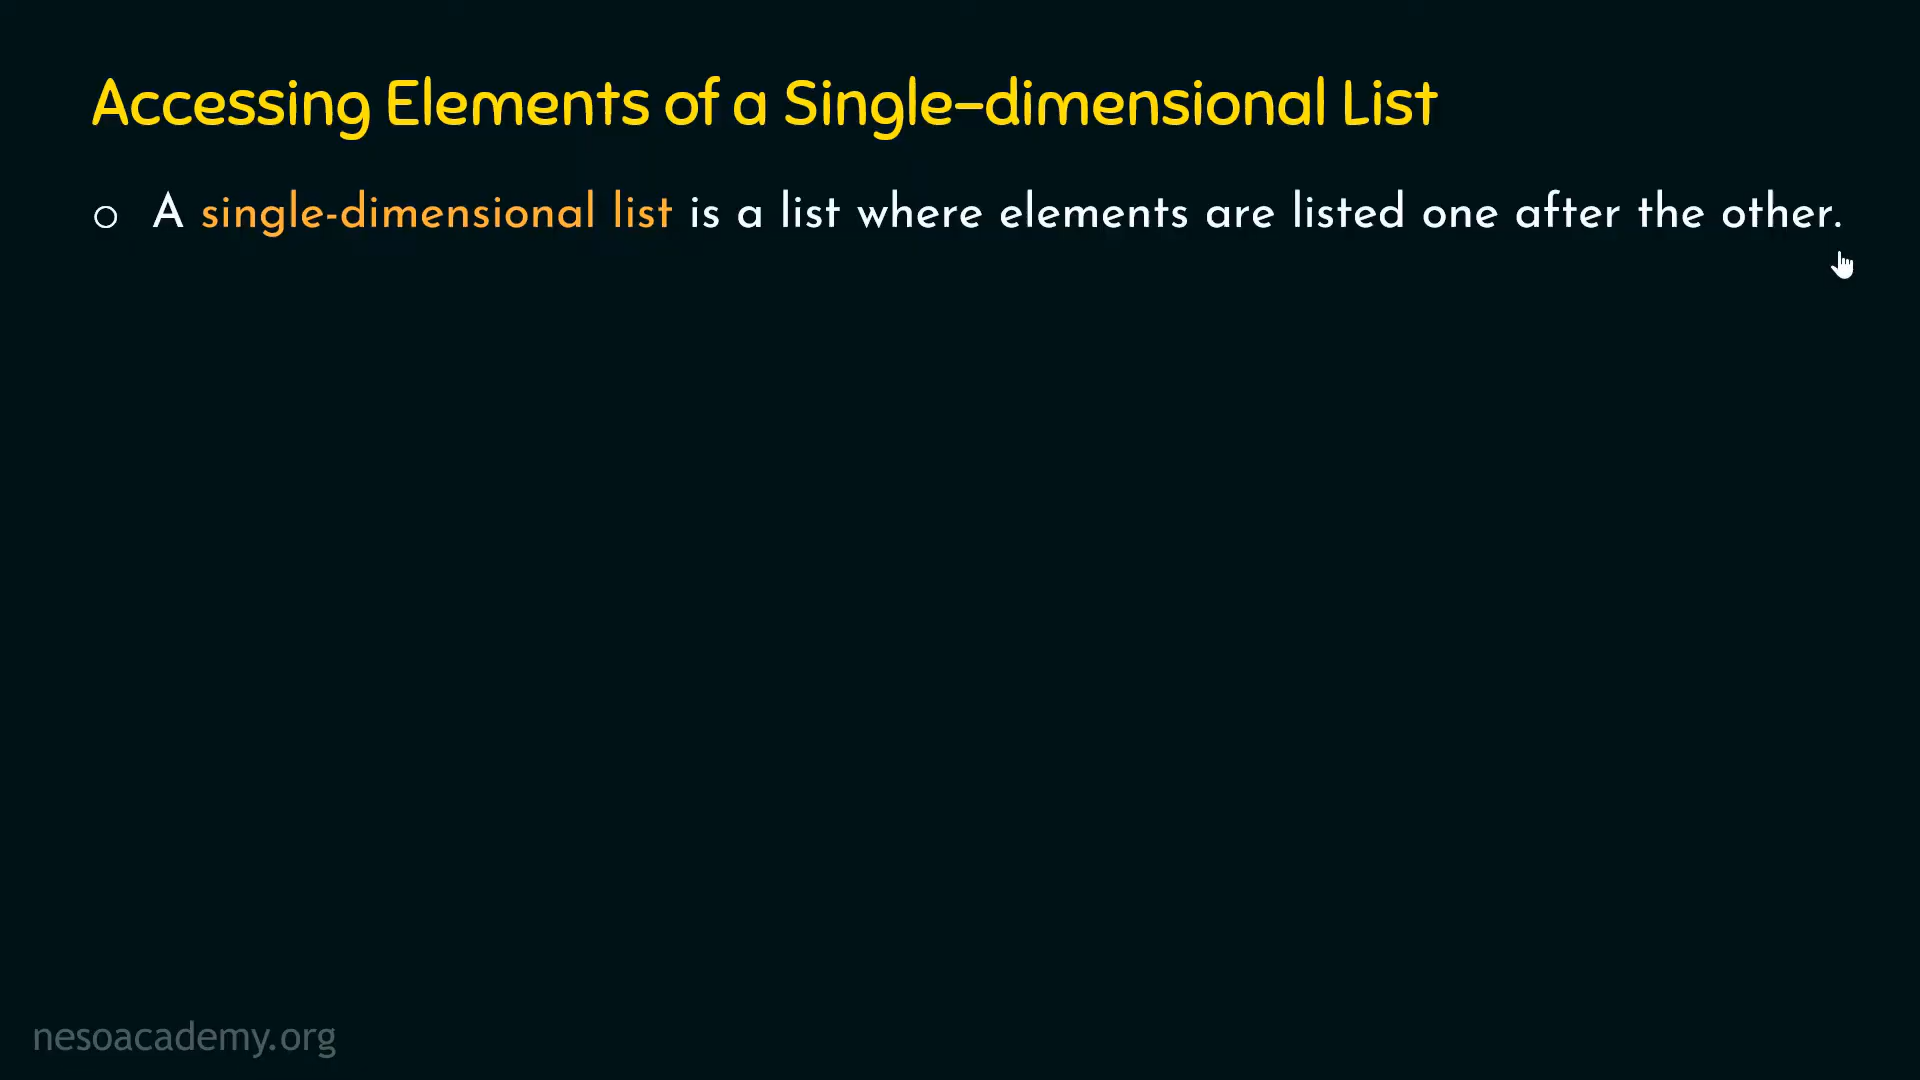 Accessing Elements of a Single-dimensional List
A single-dimensional list is a list where elements are listed one after the other.
nesoacademy.org